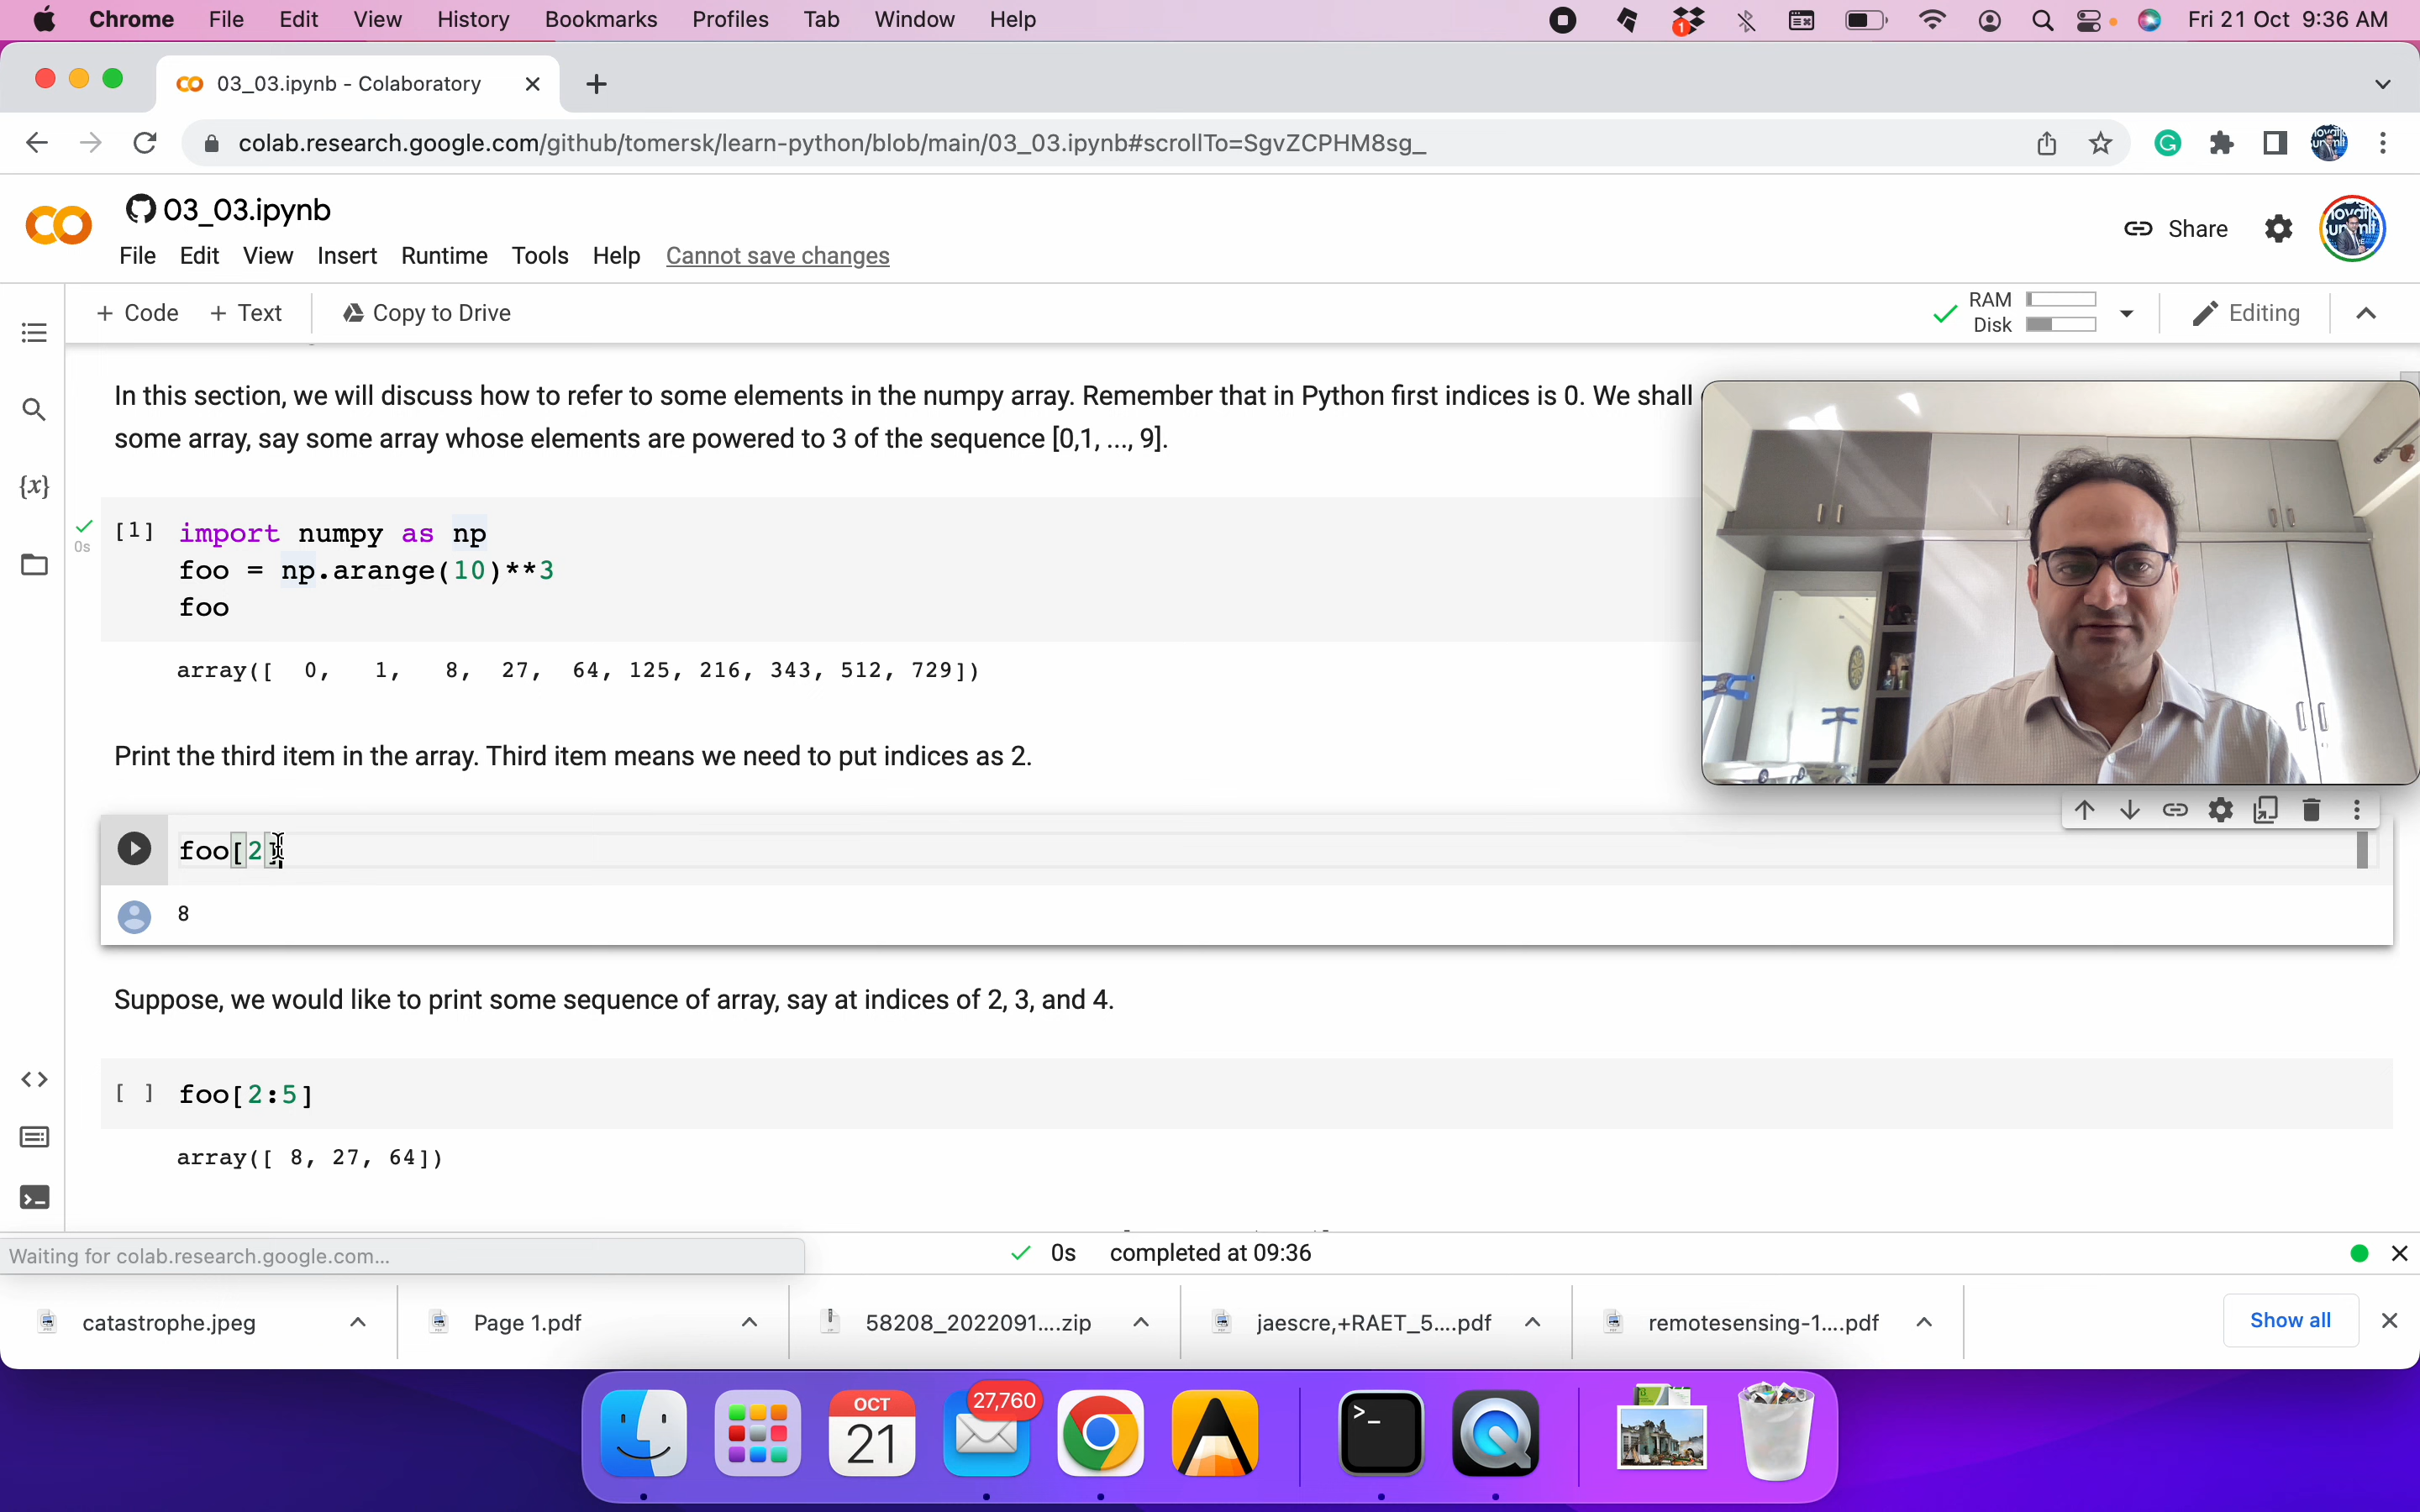 Chrome File Edit View History Bookmarks Profiles Tab Window Help 1 Fri 21 Oct 9:36 AM
03_03.ipynb - Colaboratory
colab.research.google.com/github/tomersk/learn-python/blob/main/03_03.ipynb#scrollTo=SgvZCPHM8sg_
03_03.ipynb
Share
File Edit View Insert Runtime Tools Help Cannot save changes
+ Code + Text Copy to Drive RAM Disk Editing
In this section, we will discuss how to refer to some elements in the numpy array. Remember that in Python first indices is 0. We shall
some array, say some array whose elements are powered to 3 of the sequence [0,1, ..., 9].
{x}
0s
[1] import numpy as np
foo = np.arange(10)**3
foo
array([ 0, 1, 8, 27, 64, 125, 216, 343, 512, 729])
Print the third item in the array. Third item means we need to put indices as 2.
foo[2]
8
Suppose, we would like to print some sequence of array, say at indices of 2, 3, and 4.
[ ] foo[2:5]
array([ 8, 27, 64])
Waiting for colab.research.google.com...
0s completed at 09:36
catastrophe.jpeg Page 1.pdf 58208_2022091....zip jaescre,+RAET_5....pdf remotesensing-1....pdf Show all
OCT
21
27,760